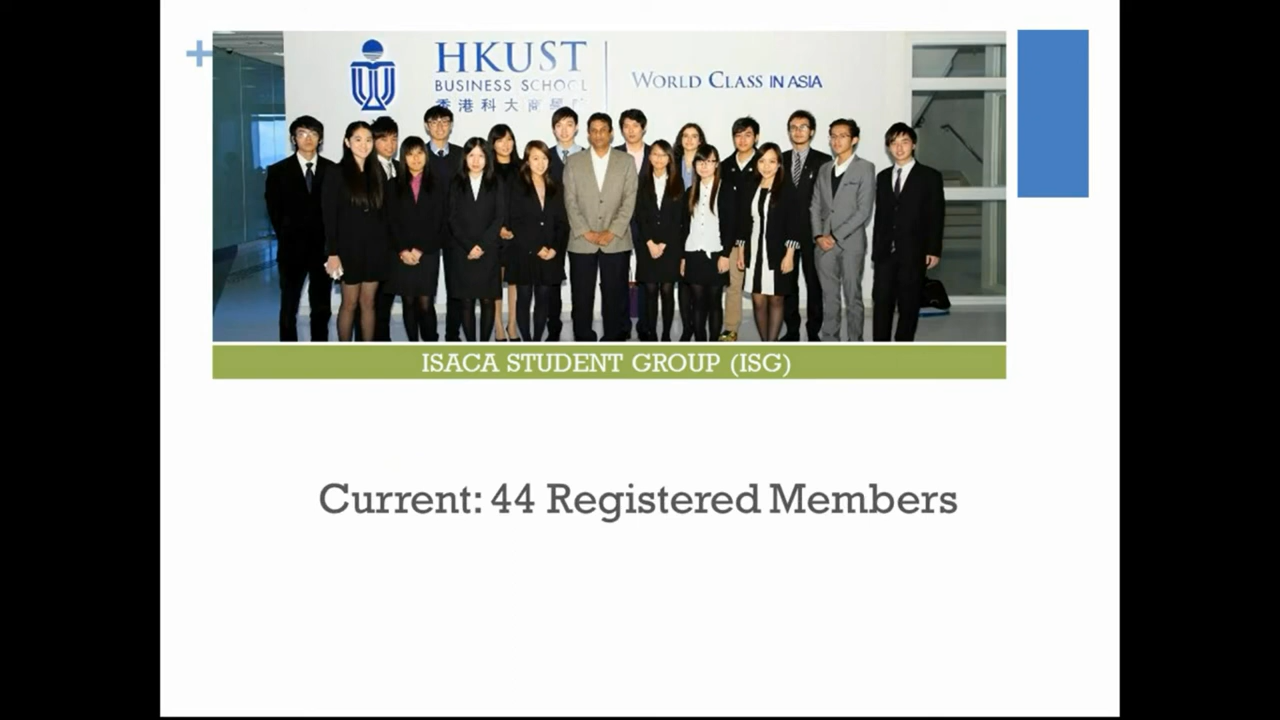 HKUST
BUSINESS SCHOOL
香港科大商學院
WORLD CLASS IN ASIA
ISACA STUDENT GROUP (ISG)
Current: 44 Registered Members